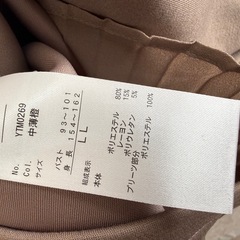 No. YTM0269
Col. 中薄橙
サイズ
バスト 93～101
身長 154～162
LL
組成表示
本体
ポリエステル 80%
レーヨン 15%
ポリウレタン 5%
プリーツ部分
ポリエステル 100%